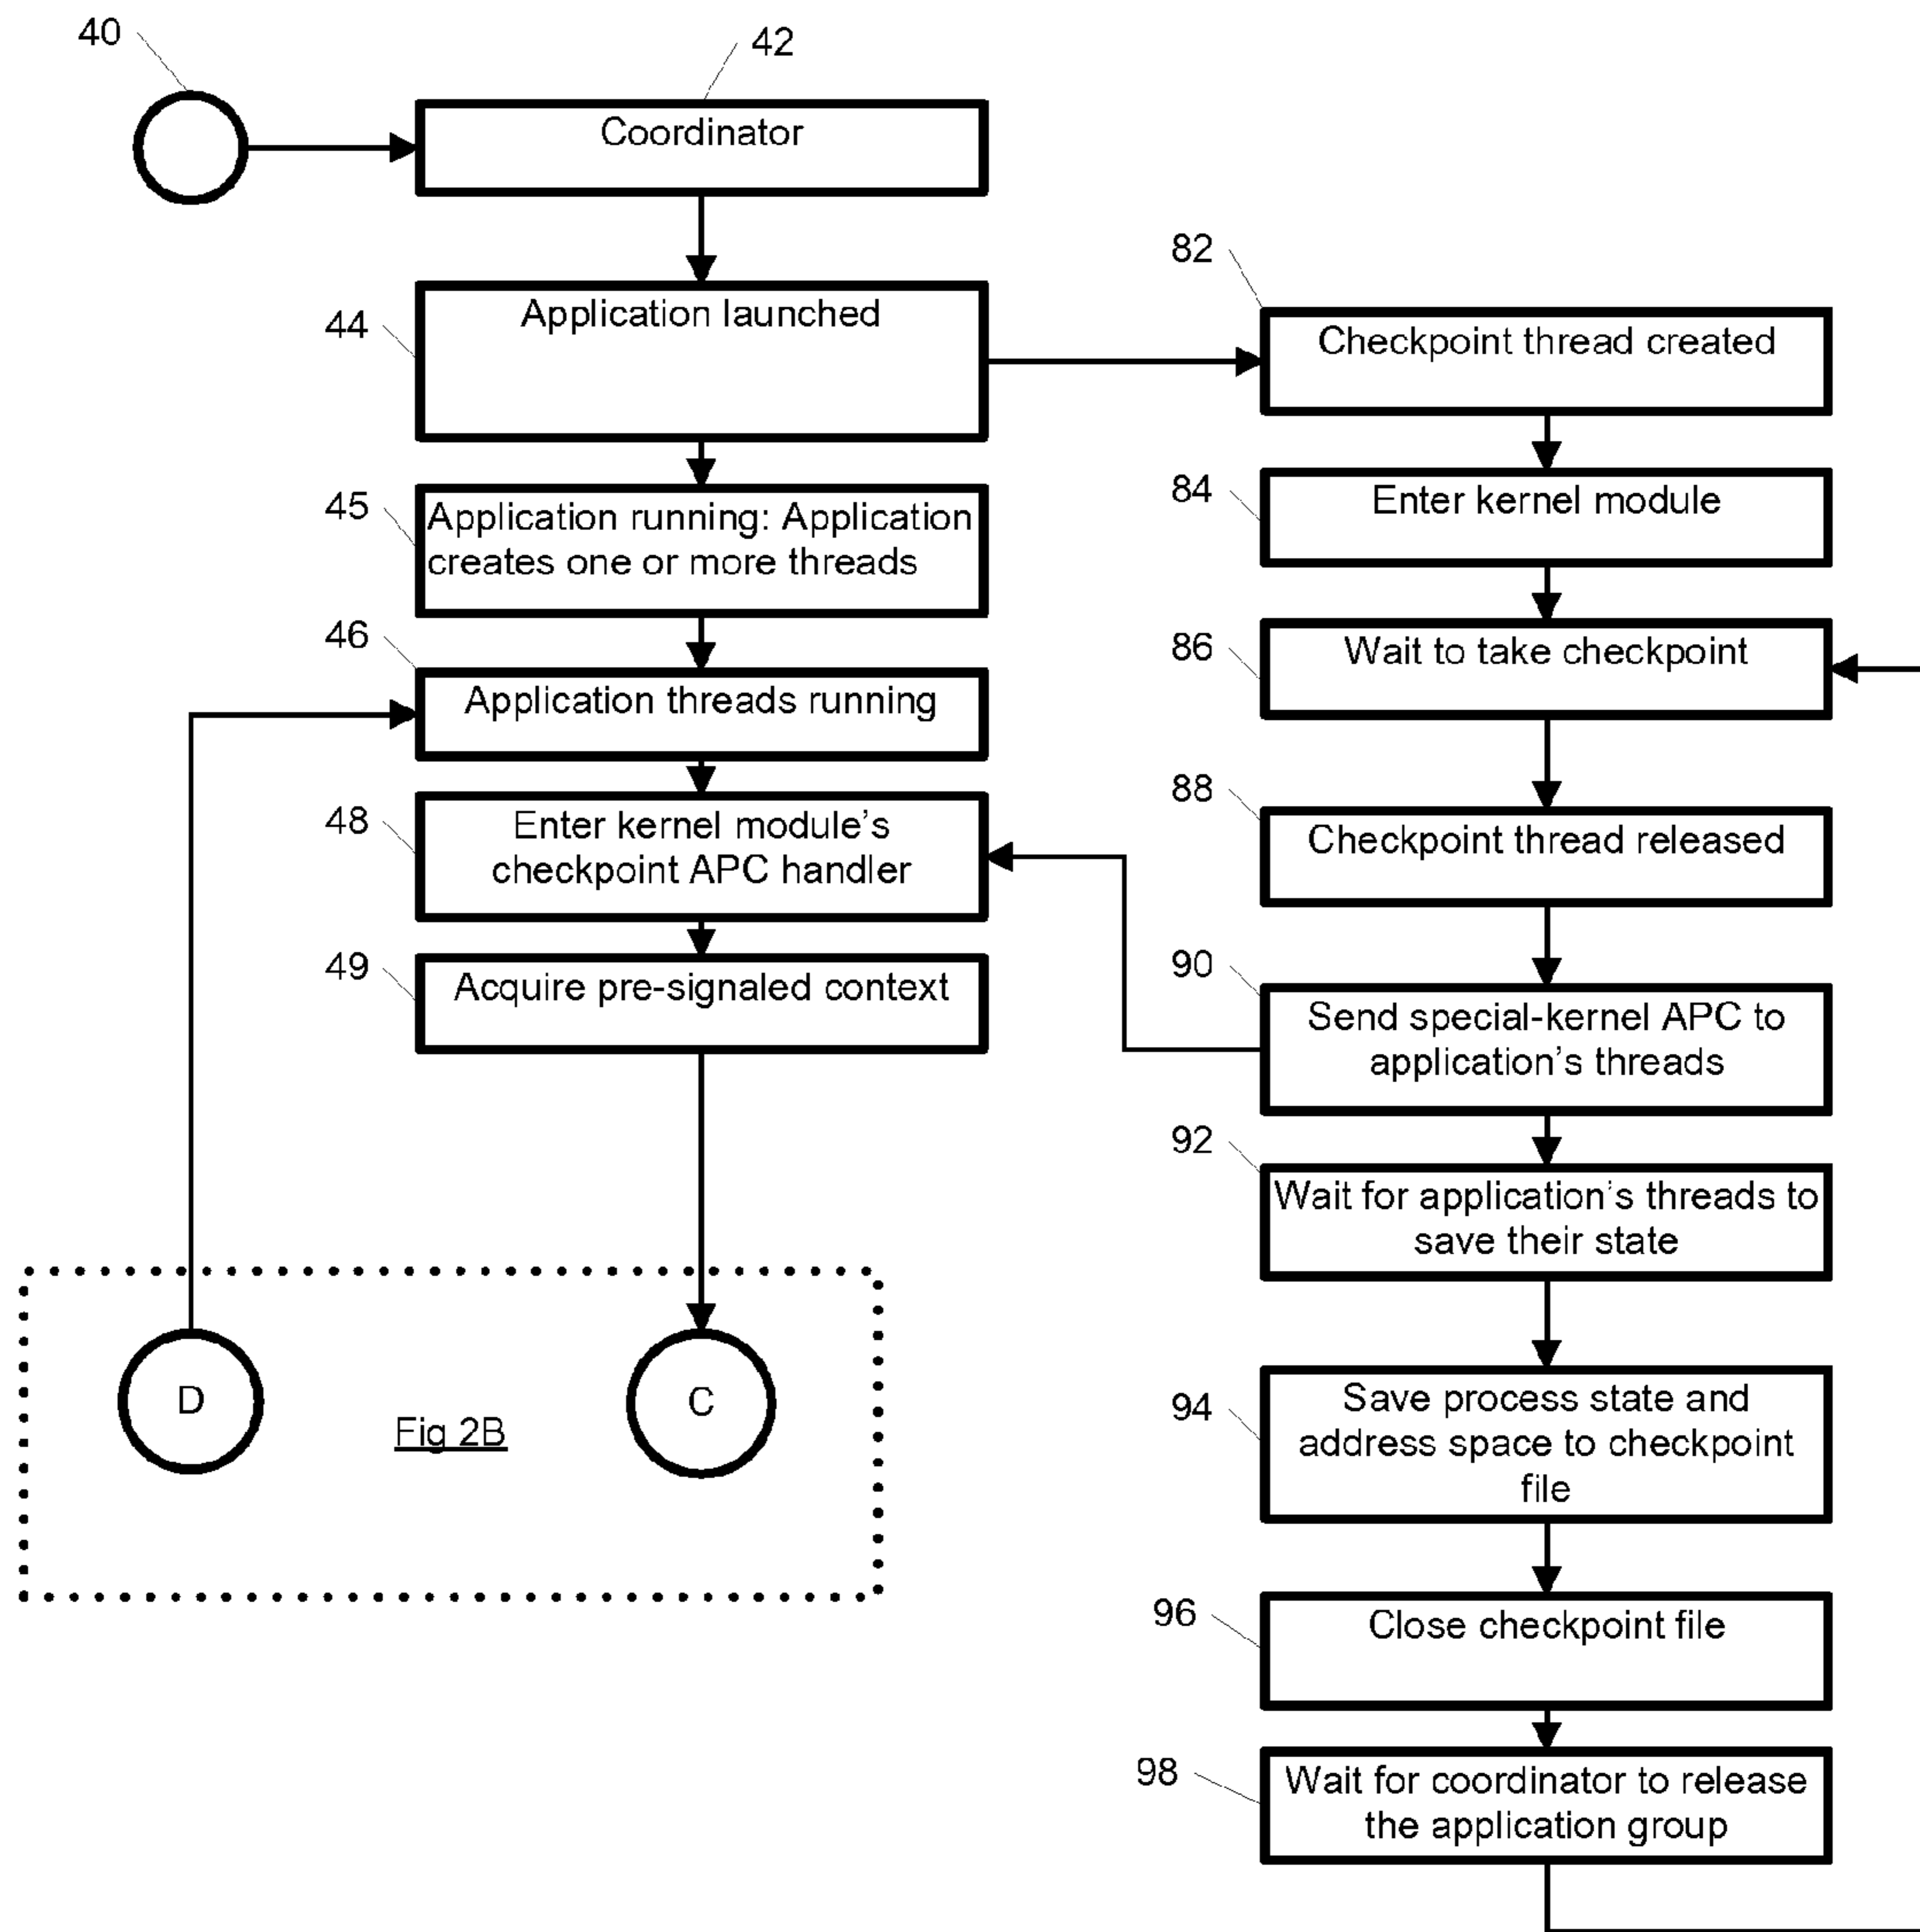 40
42
Coordinator
44
Application launched
45
Application running: Application
creates one or more threads
46
Application threads running
48
Enter kernel module’s
checkpoint APC handler
49
Acquire pre-signaled context
D
Fig 2B
C
82
Checkpoint thread created
84
Enter kernel module
86
Wait to take checkpoint
88
Checkpoint thread released
90
Send special-kernel APC to
application’s threads
92
Wait for application’s threads to
save their state
94
Save process state and
address space to checkpoint
file
96
Close checkpoint file
98
Wait for coordinator to release
the application group